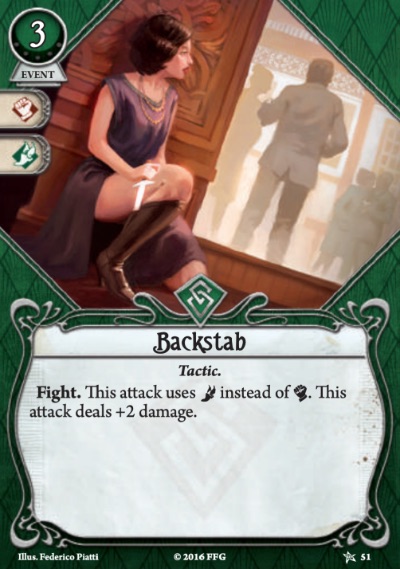 3
EVENT
Backstab
Tactic.
Fight. This attack uses instead of . This
attack deals +2 damage.
Illus. Federico Piatti
© 2016 FFG
51